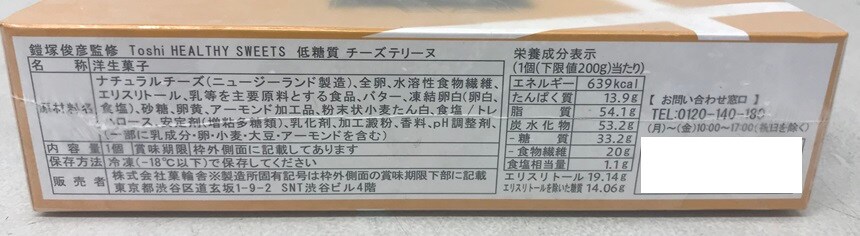 鎧塚俊彦監修 Toshi HEALTHY SWEETS 低糖質 チーズテリーヌ
名称 洋生菓子
原材料名 ナチュラルチーズ(ニュージーランド製造)、全卵、水溶性食物繊維、
エリスリトール、乳等を主要原料とする食品、バター、凍結卵白(卵白、
食塩)、砂糖、卵黄、アーモンド加工品、粉末状小麦たん白、食塩/トレ
ハロース、安定剤(増粘多糖類)、乳化剤、加工澱粉、香料、pH調整剤、
(一部に乳成分・卵・小麦・大豆・アーモンドを含む)
内容量 1個 賞味期限 枠外側面に記載してあります
保存方法 冷凍(-18℃以下)で保存してください
販売者 株式会社菓輪舎※製造所固有記号は枠外側面の賞味期限下部に記載
東京都渋谷区道玄坂1-9-2 SNT渋谷ビル4階
栄養成分表示
(1個(下限値200g)当たり)
エネルギー 639kcal
たんぱく質 13.9g
脂質 54.1g
炭水化物 53.2g
-糖質 33.2g
-食物繊維 20g
食塩相当量 1.1g
エリスリトール 19.14g
エリスリトールを除いた糖質 14.06g
【 お問い合わせ窓口 】
TEL:0120-140-180
(月)~(金)10:00~17:00(祝日を除く)